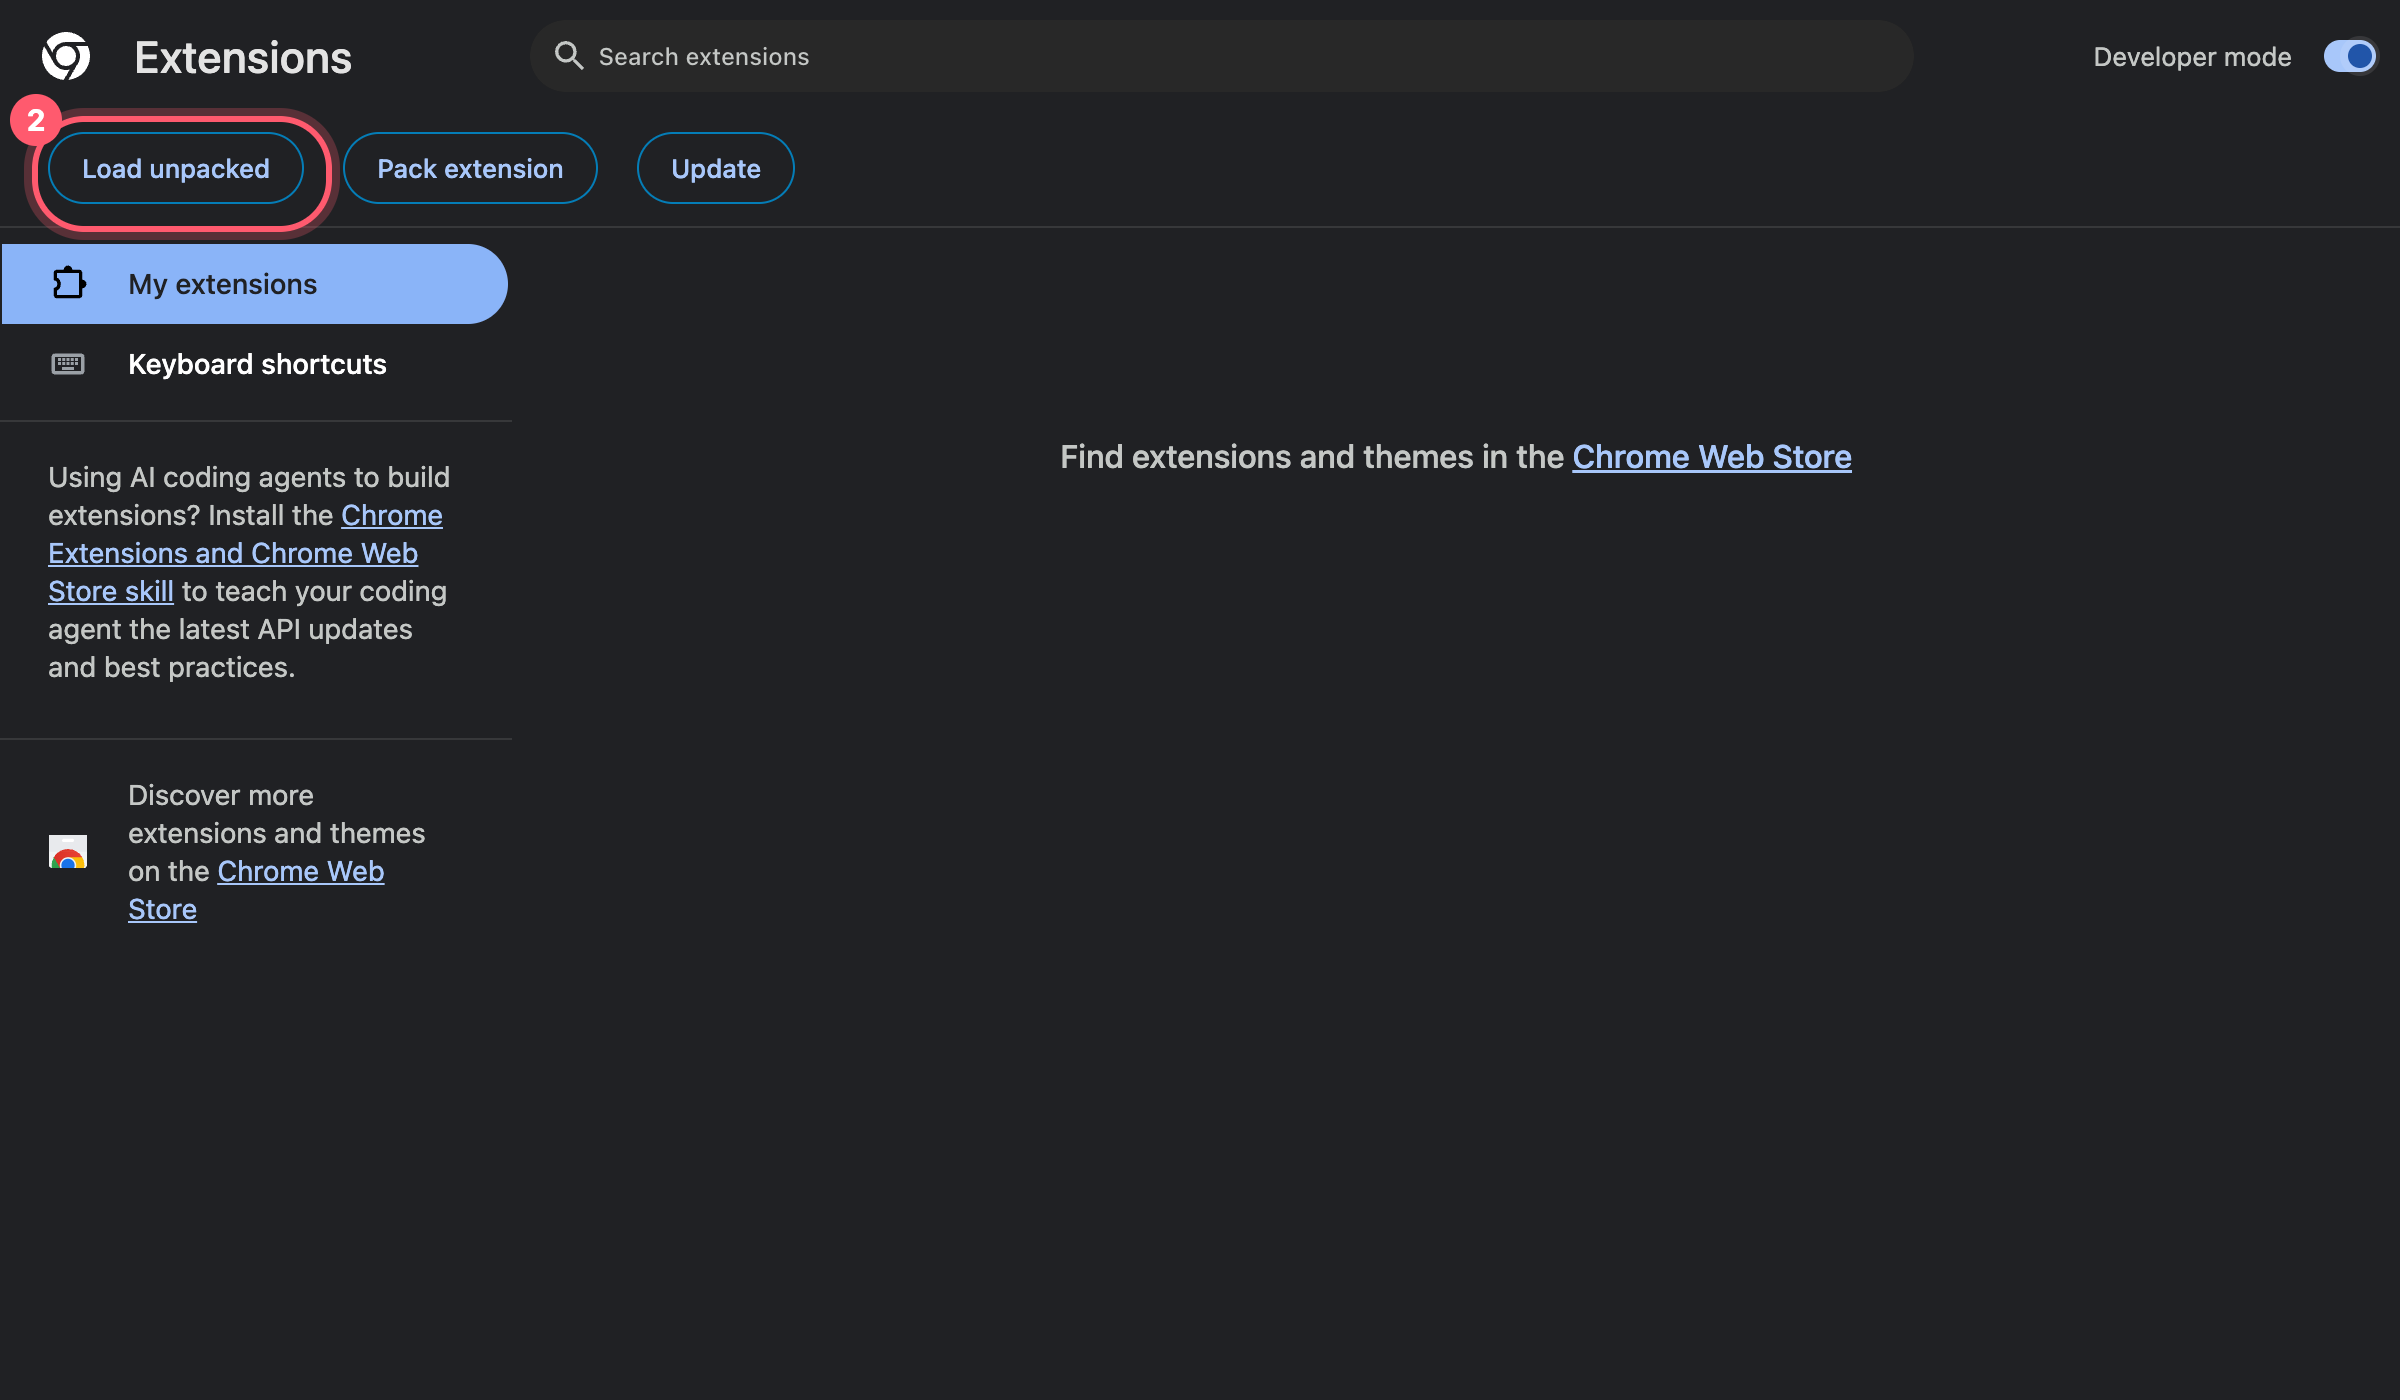 Extensions
Search extensions
Developer mode
2
Load unpacked
Pack extension
Update
My extensions
Keyboard shortcuts
Using AI coding agents to build
extensions? Install the Chrome
Extensions and Chrome Web
Store skill to teach your coding
agent the latest API updates
and best practices.
Discover more
extensions and themes
on the Chrome Web
Store
Find extensions and themes in the Chrome Web Store